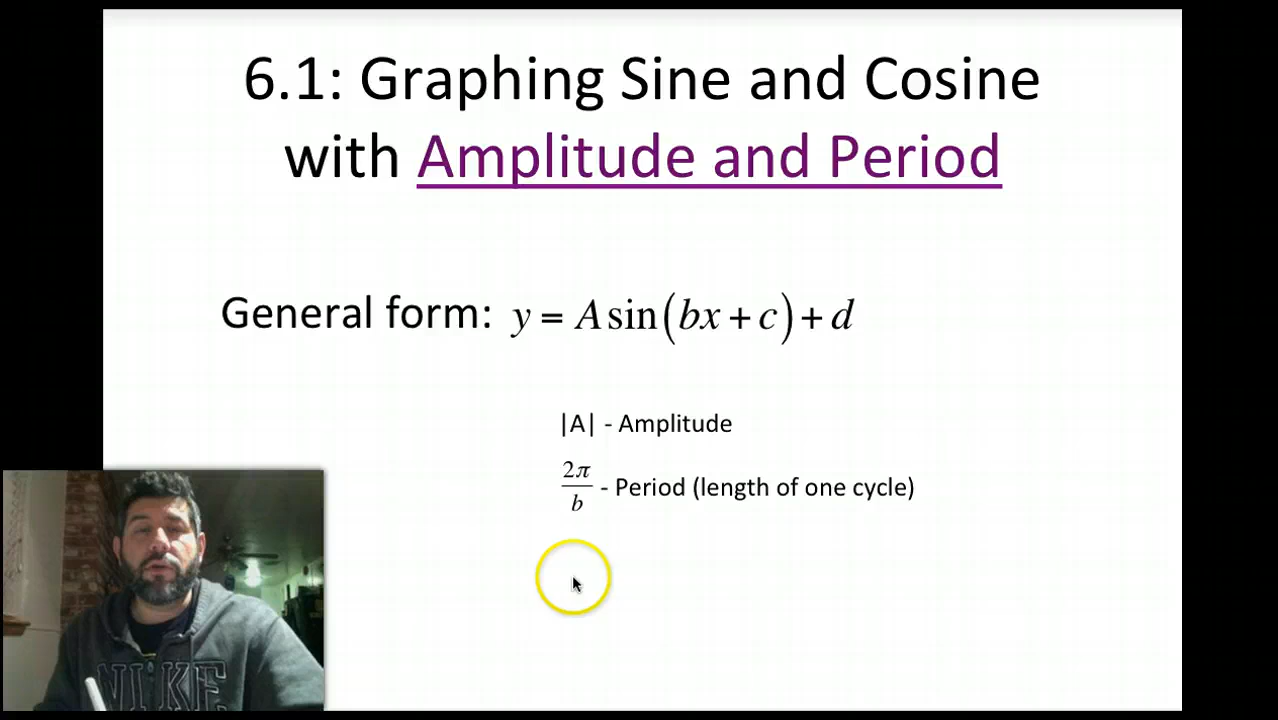 6.1: Graphing Sine and Cosine
with Amplitude and Period
General form: y = A sin(bx + c) + d
|A| - Amplitude
2π/b - Period (length of one cycle)
NIKE